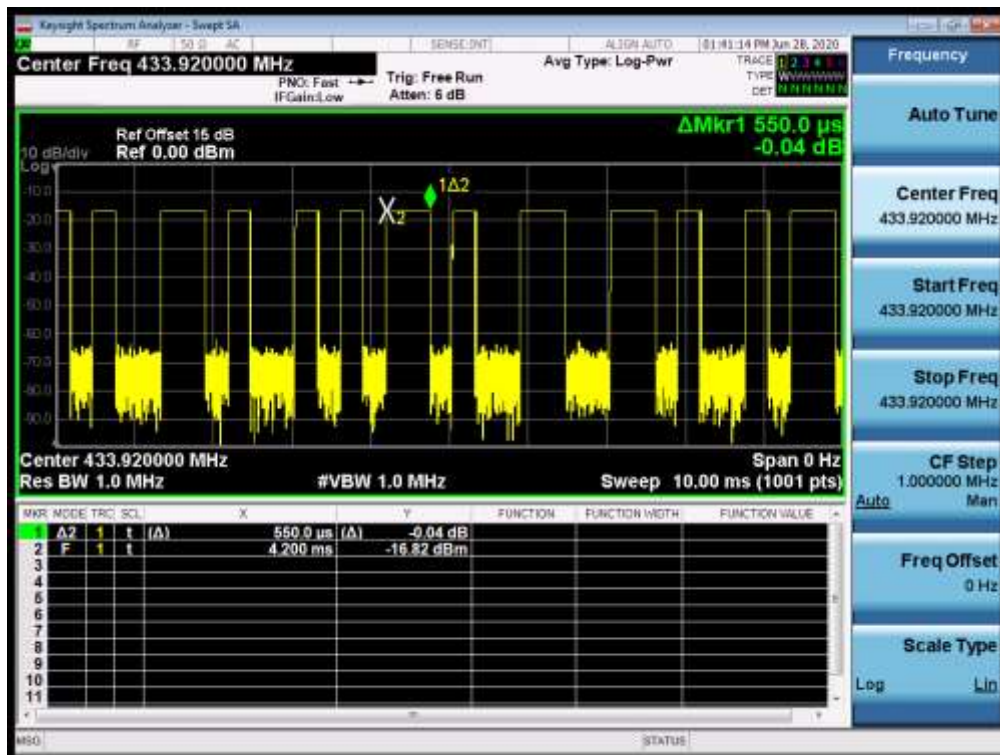 Keysight Spectrum Analyzer - Swept SA
RF 50 Ω AC SENSE:INT ALIGN AUTO 01:41:14 PM Jun 28, 2020
Center Freq 433.920000 MHz
PNO: Fast
IFGain:Low
Trig: Free Run
Atten: 6 dB
Avg Type: Log-Pwr
TRACE 1 2 3 4 5
TYPE
DET N N N N N N
ΔMkr1 550.0 µs
-0.04 dB
Ref Offset 15 dB
10 dB/div Ref 0.00 dBm
Log
1Δ2
X2
-10.0
-20.0
-30.0
-40.0
-50.0
-60.0
-70.0
-80.0
-90.0
Center 433.920000 MHz Span 0 Hz
Res BW 1.0 MHz #VBW 1.0 MHz Sweep 10.00 ms (1001 pts)
MKR MODE TRC SCL X Y FUNCTION FUNCTION WIDTH FUNCTION VALUE
1 Δ2 1 t (Δ) 550.0 µs (Δ) -0.04 dB
2 F 1 t 4.200 ms -16.82 dBm
3
4
5
6
7
8
9
10
11
MSG STATUS
Frequency
Auto Tune
Center Freq
433.920000 MHz
Start Freq
433.920000 MHz
Stop Freq
433.920000 MHz
CF Step
1.000000 MHz
Auto Man
Freq Offset
0 Hz
Scale Type
Log Lin